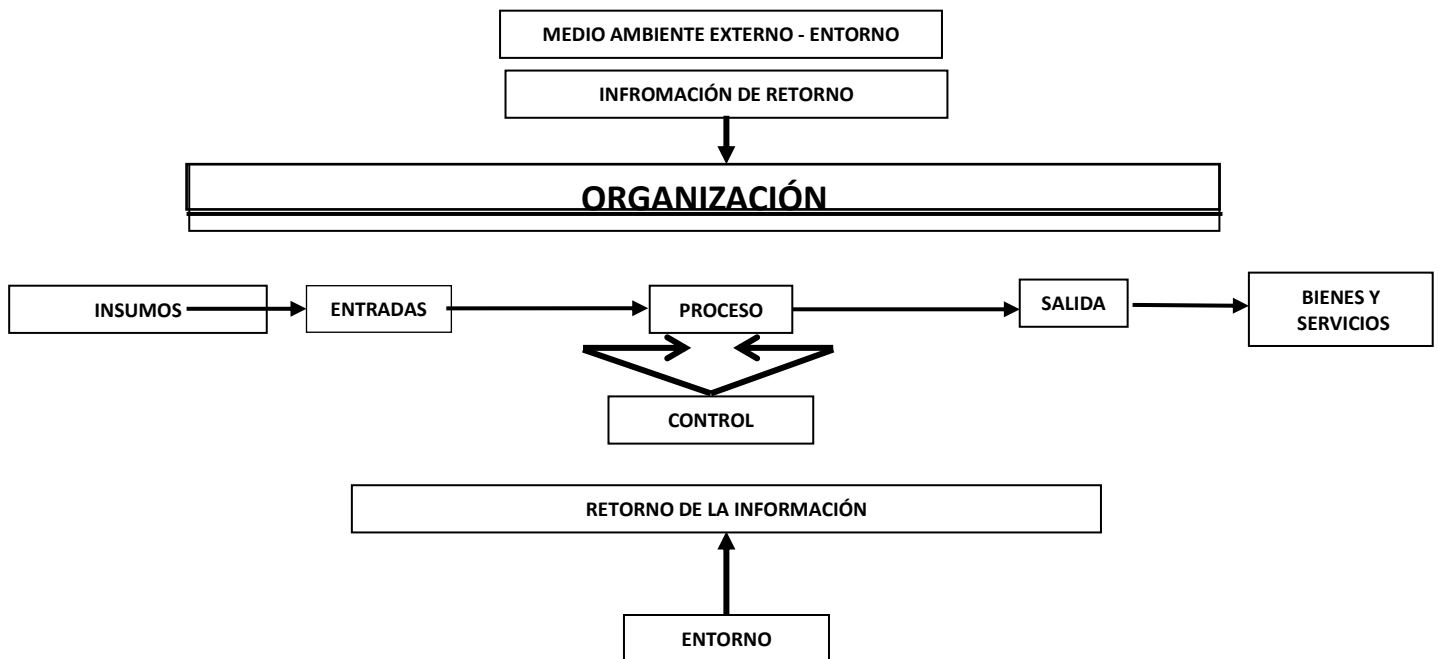 MEDIO AMBIENTE EXTERNO - ENTORNO
INFROMACIÓN DE RETORNO
ORGANIZACIÓN
INSUMOS
ENTRADAS
PROCESO
SALIDA
BIENES Y
SERVICIOS
CONTROL
RETORNO DE LA INFORMACIÓN
ENTORNO